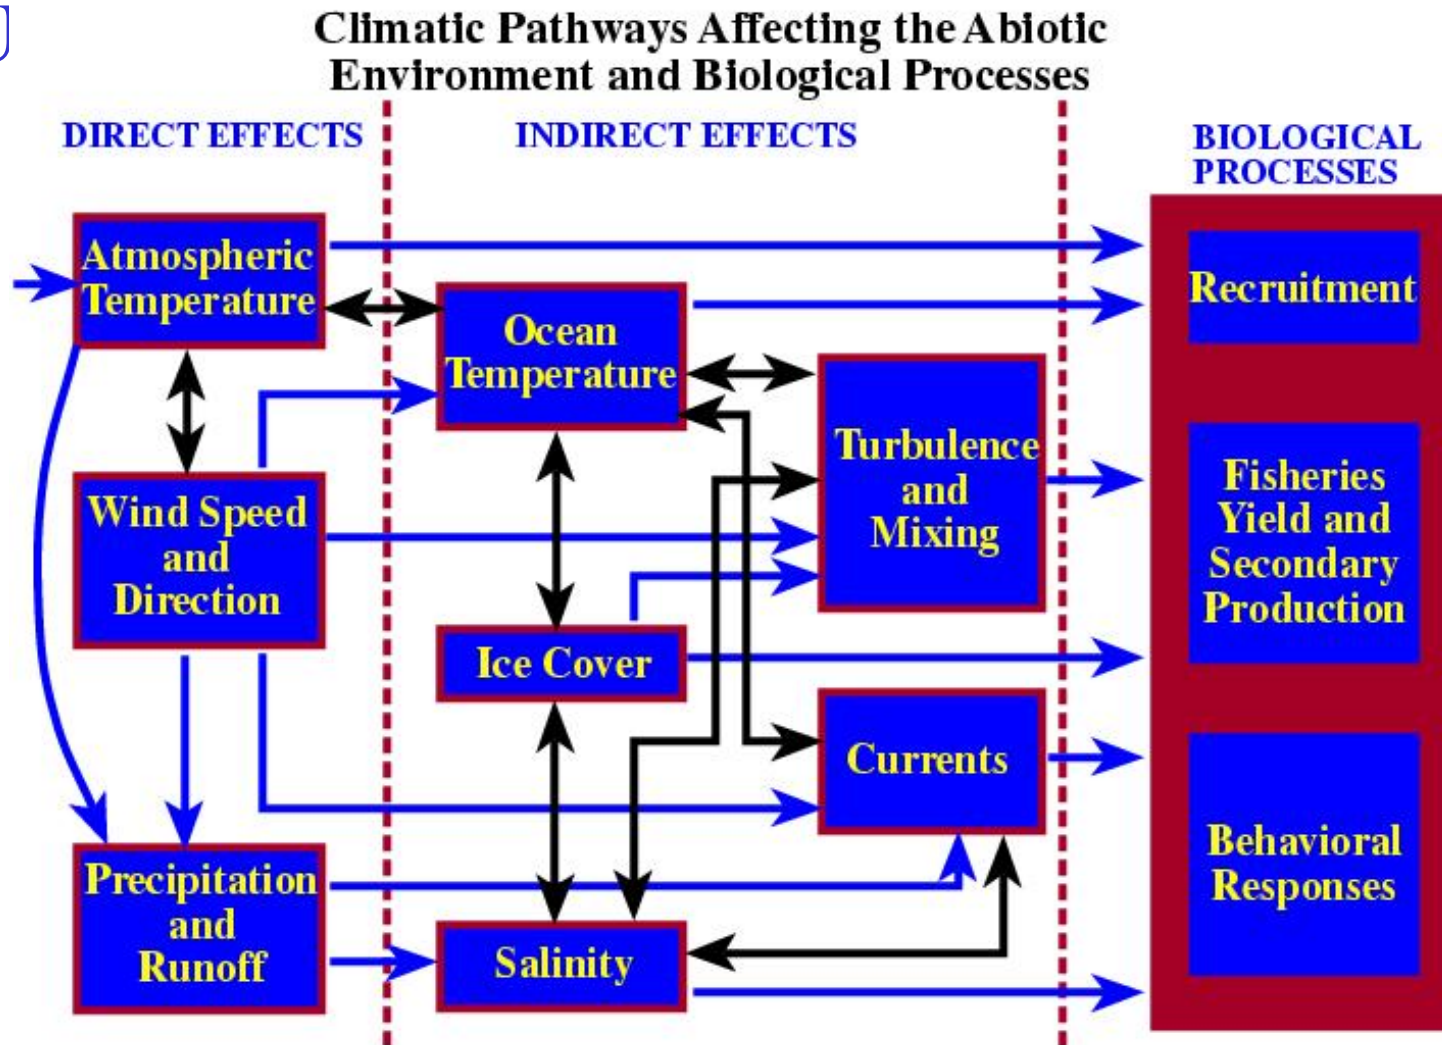 Climatic Pathways Affecting the Abiotic
Environment and Biological Processes
DIRECT EFFECTS
INDIRECT EFFECTS
BIOLOGICAL
PROCESSES
Atmospheric
Temperature
Ocean
Temperature
Recruitment
Turbulence
and
Mixing
Wind Speed
and
Direction
Fisheries
Yield and
Secondary
Production
Ice Cover
Currents
Behavioral
Responses
Precipitation
and
Runoff
Salinity